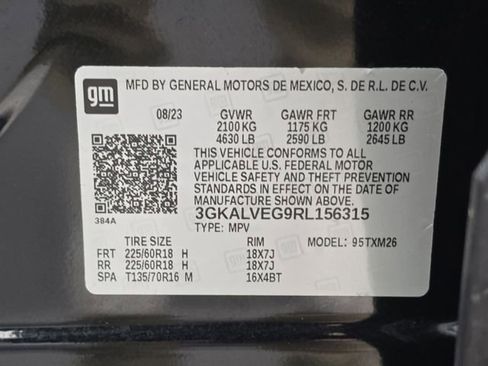 gm
MFD BY GENERAL MOTORS DE MEXICO, S. DE R.L. DE C.V.
08/23 GVWR GAWR FRT GAWR RR
2100 KG 1175 KG 1200 KG
4630 LB 2590 LB 2645 LB
THIS VEHICLE CONFORMS TO ALL
APPLICABLE U.S. FEDERAL MOTOR
VEHICLE SAFETY AND THEFT PREVENTION
STANDARDS IN EFFECT ON THE DATE OF
MANUFACTURE SHOWN ABOVE.
384A 3GKALVEG9RL156315
TYPE: MPV
TIRE SIZE RIM MODEL: 95TXM26
FRT 225/60R18 H 18X7J
RR 225/60R18 H 18X7J
SPA T135/70R16 M 16X4BT